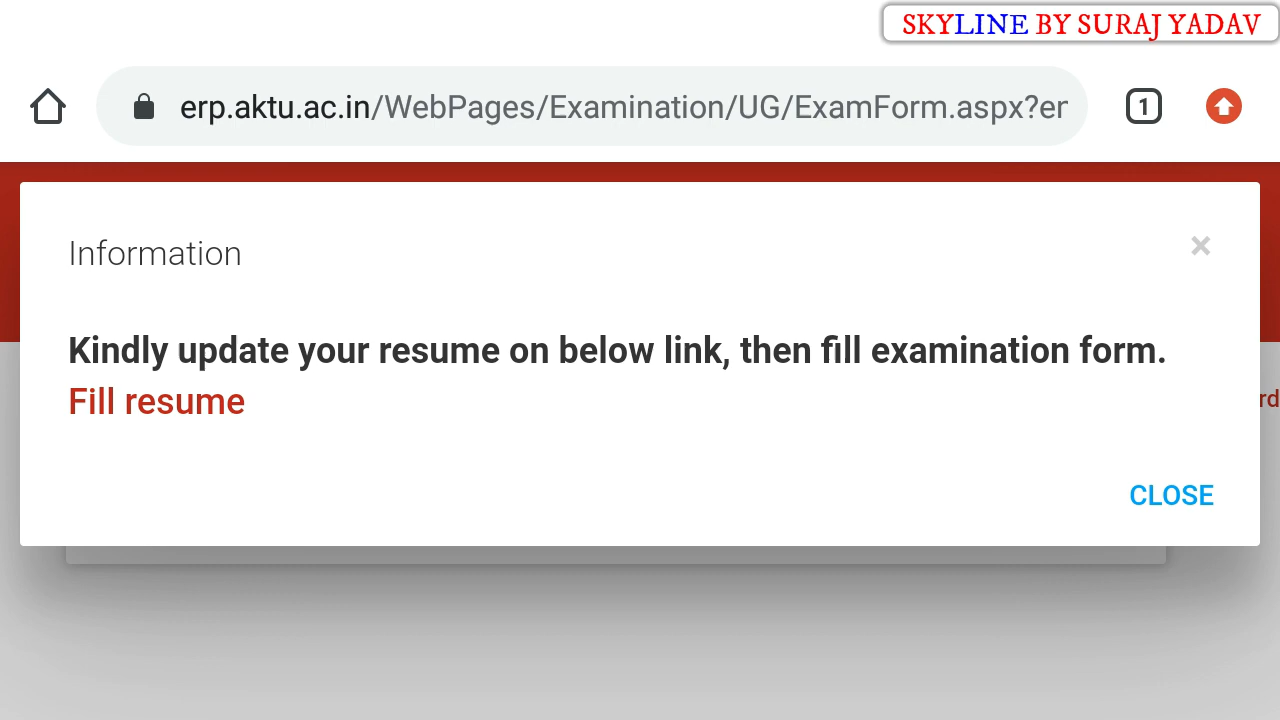 SKYLINE BY SURAJ YADAV
erp.aktu.ac.in/WebPages/Examination/UG/ExamForm.aspx?er
1
Information
×
Kindly update your resume on below link, then fill examination form.
Fill resume
rd
CLOSE